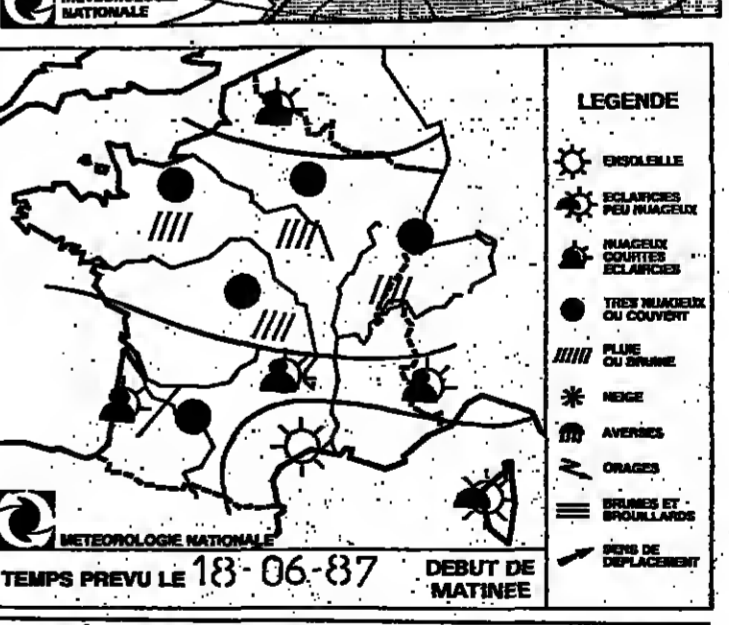 METEOROLOGIE
NATIONALE
LEGENDE
ENSOLEILLE
ECLAIRCIES
PEU NUAGEUX
NUAGEUX
COURTES
ECLAIRCIES
TRES NUAGEUX
OU COUVERT
PLUIE
OU BRUINE
NEIGE
AVERSES
ORAGES
BRUMES ET
BROUILLARDS
SENS DE
DEPLACEMENT
METEOROLOGIE NATIONALE
TEMPS PREVU LE 18-06-87 DEBUT DE
MATINEE